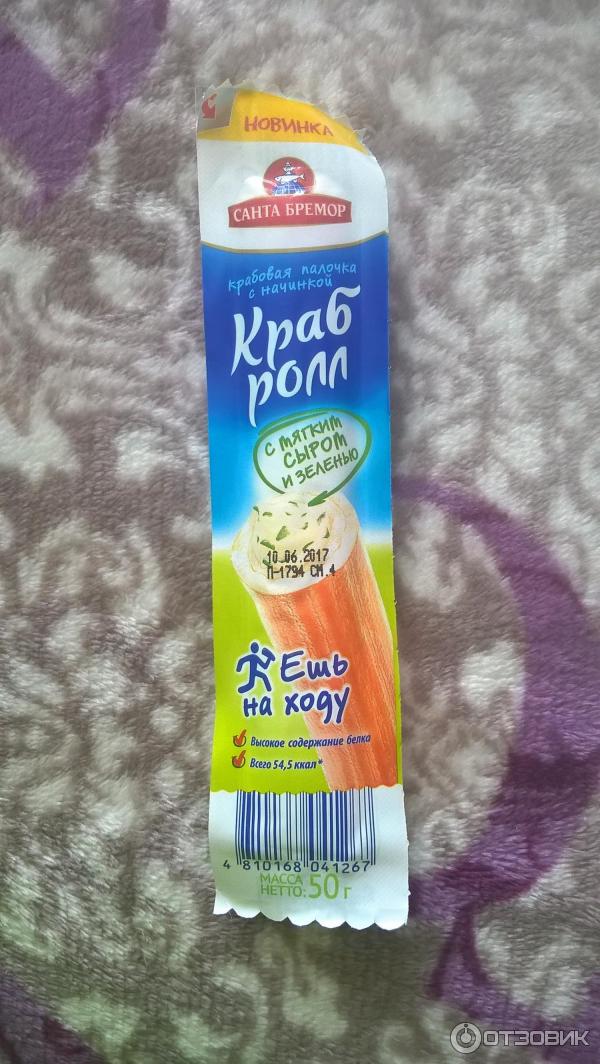 НОВИНКА
САНТА БРЕМОР
крабовая палочка
с начинкой
Краб
ролл
с мягким
сыром
и зеленью
10.06.2017
П-1794 СМ.4
Ешь
на ходу
Высокое содержание белка
Всего 54,5 ккал*
4 810168 041267
МАССА
НЕТТО: 50 г
ОТЗОВИК